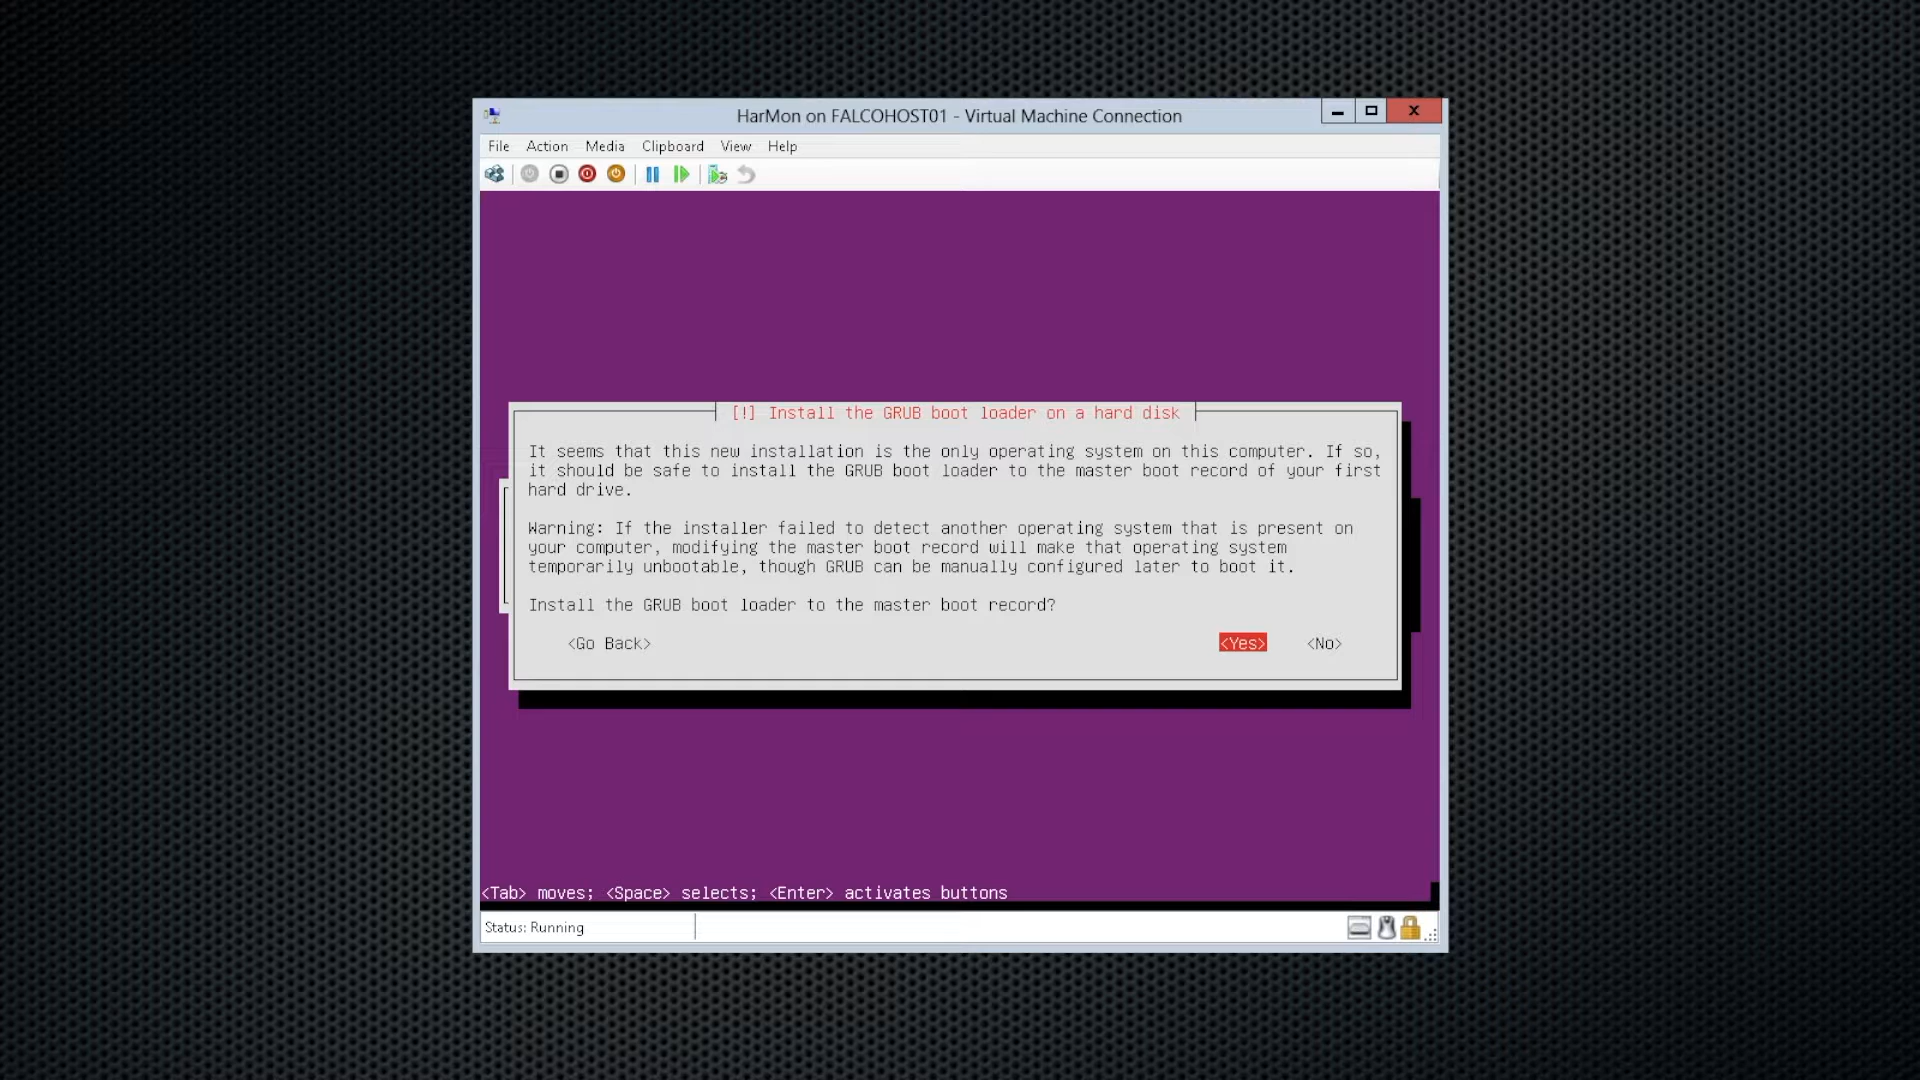 HarMon on FALCOHOST01 - Virtual Machine Connection
File Action Media Clipboard View Help
[!] Install the GRUB boot loader on a hard disk
It seems that this new installation is the only operating system on this computer. If so,
it should be safe to install the GRUB boot loader to the master boot record of your first
hard drive.
Warning: If the installer failed to detect another operating system that is present on
your computer, modifying the master boot record will make that operating system
temporarily unbootable, though GRUB can be manually configured later to boot it.
Install the GRUB boot loader to the master boot record?
<Go Back> <Yes> <No>
<Tab> moves; <Space> selects; <Enter> activates buttons
Status: Running